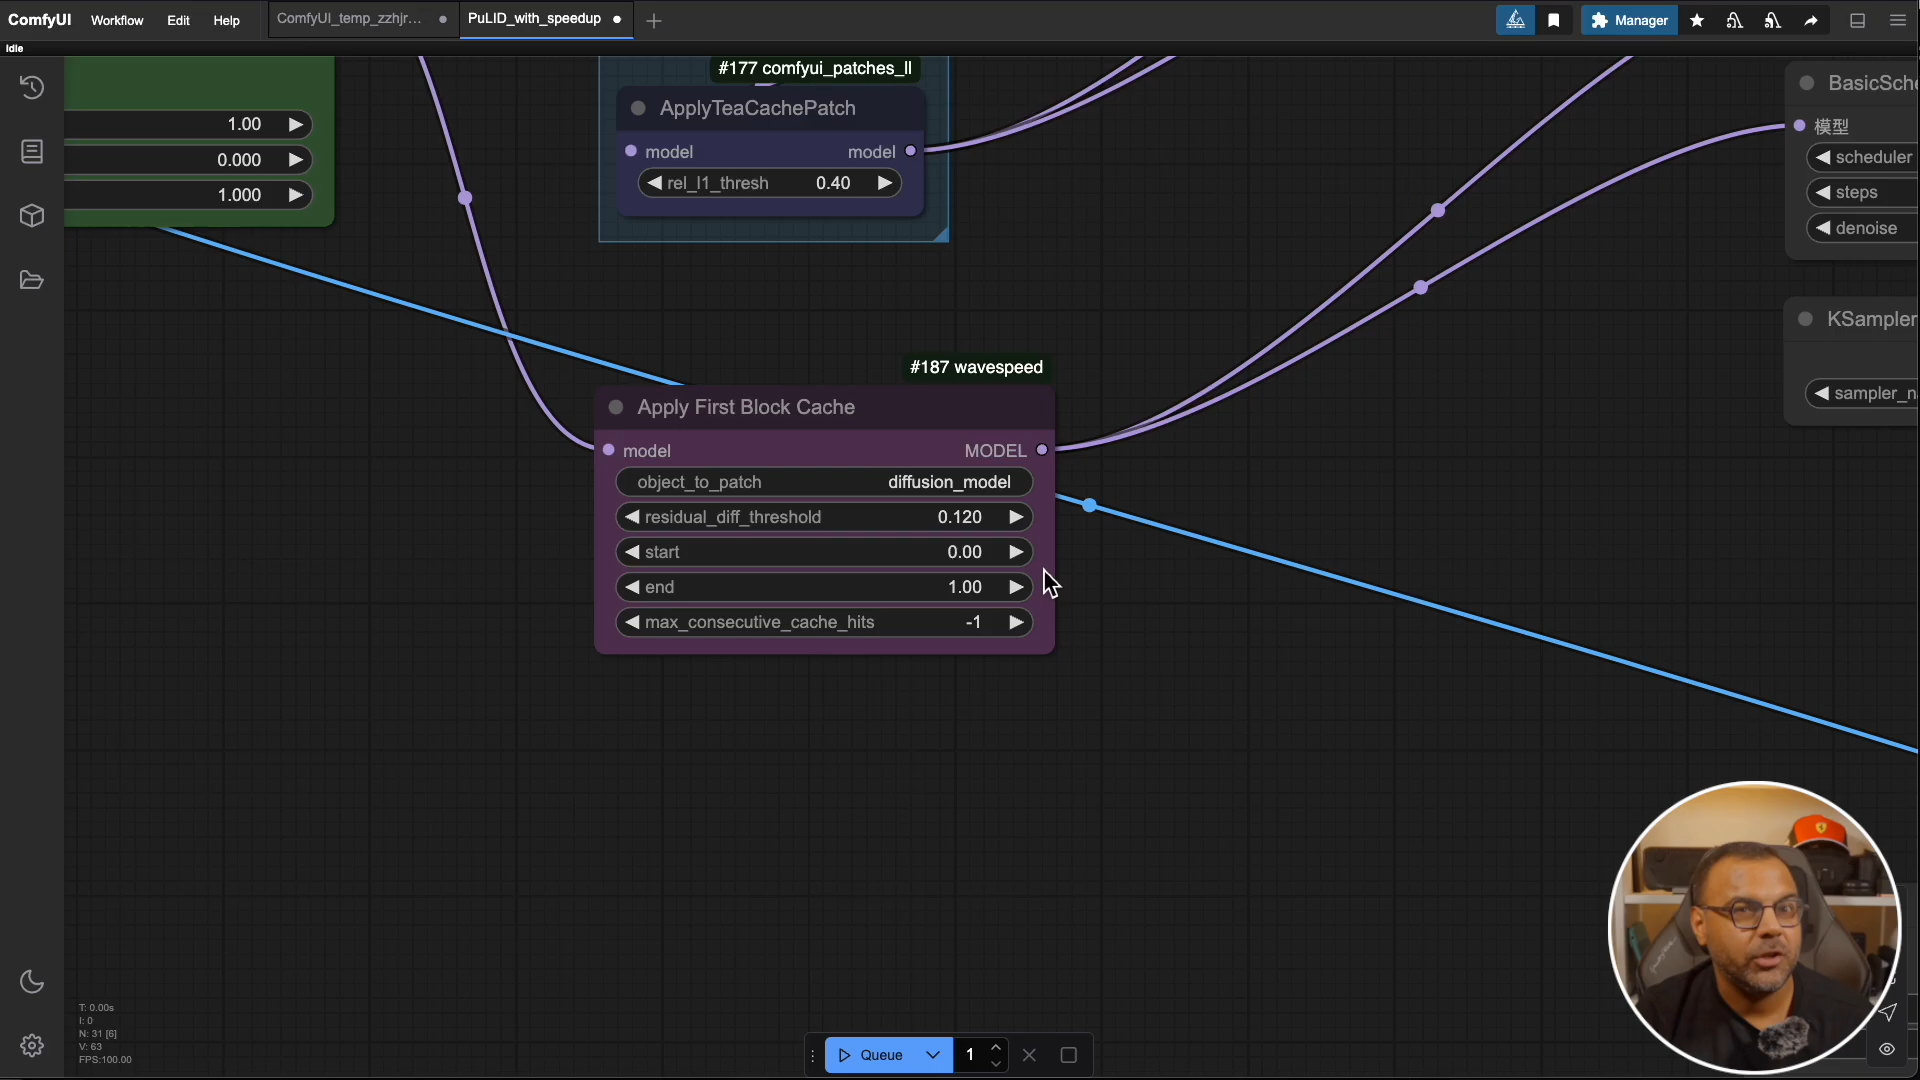 ComfyUI Workflow Edit Help ComfyUI_temp_zzhjr... PuLID_with_speedup
Manager
Idle
1.00
0.000
1.000
#177 comfyui_patches_ll
ApplyTeaCachePatch
model model
rel_l1_thresh 0.40
#187 wavespeed
Apply First Block Cache
model MODEL
object_to_patch diffusion_model
residual_diff_threshold 0.120
start 0.00
end 1.00
max_consecutive_cache_hits -1
BasicSche
模型
scheduler
steps
denoise
KSampler
sampler_n
T: 0.00s
I: 0
N: 31 [6]
V: 63
FPS:100.00
Queue 1